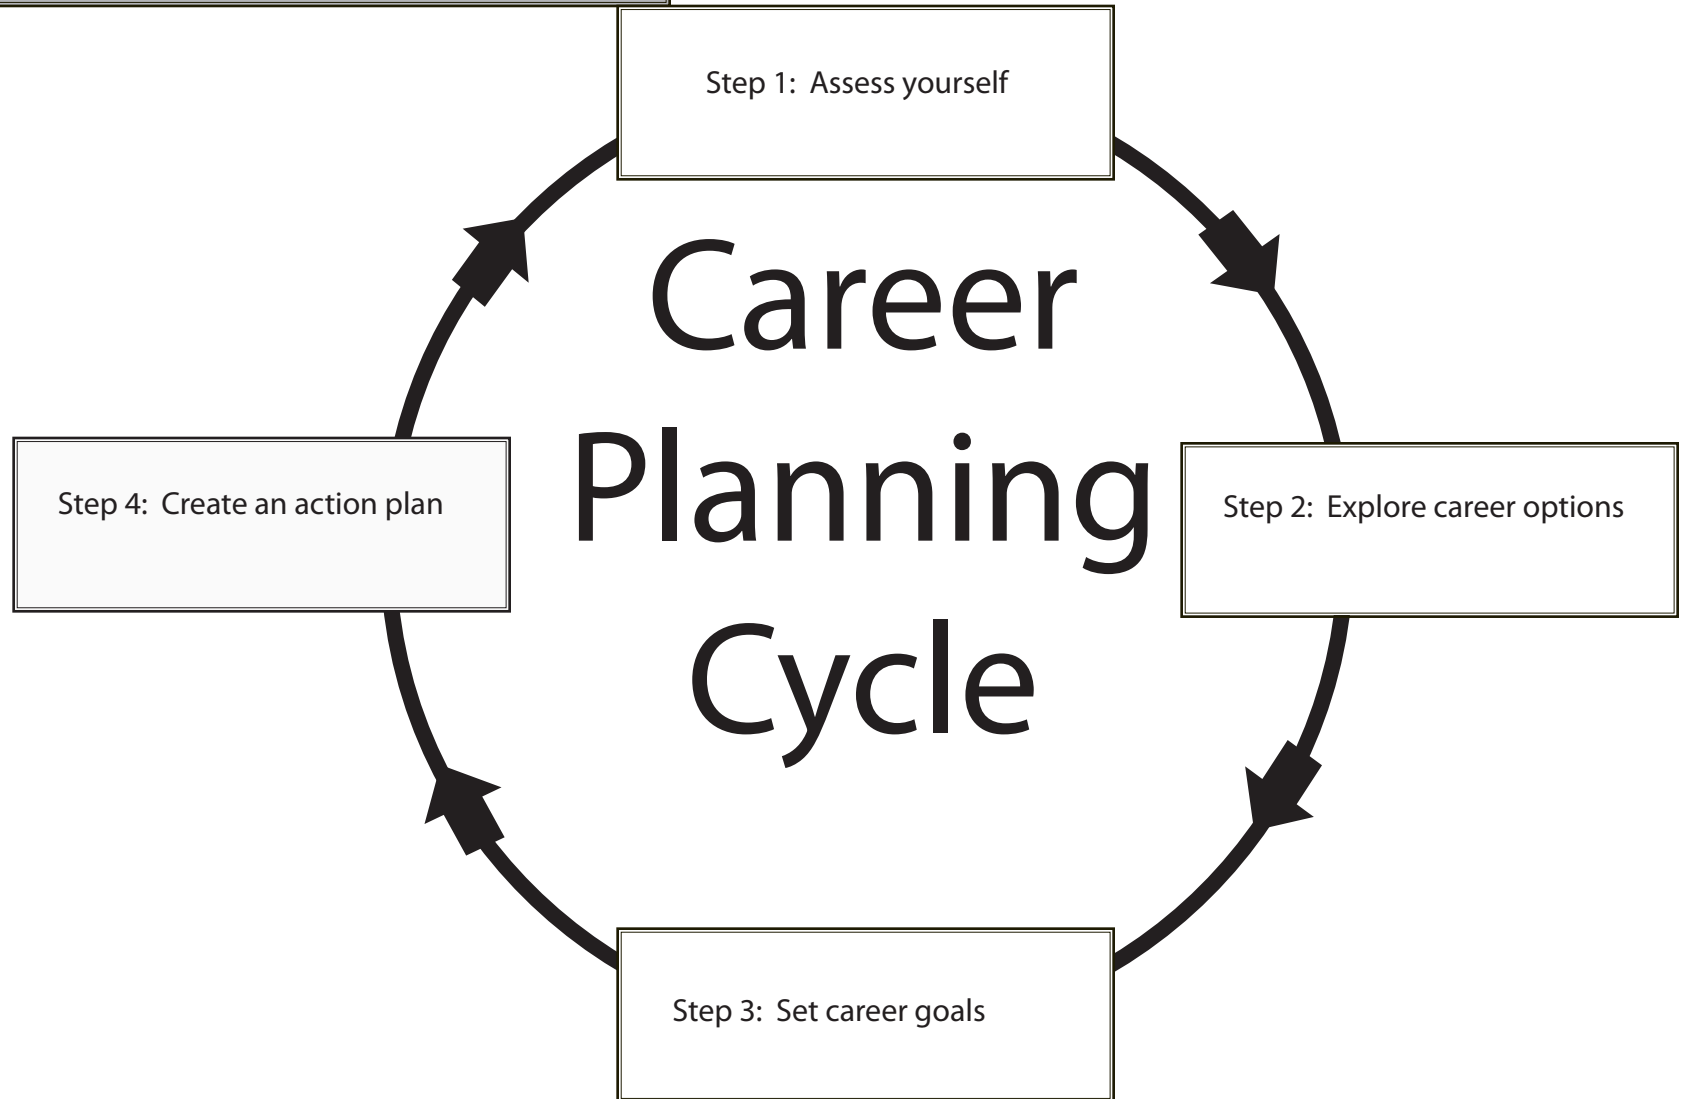 Step 1:  Assess yourself
Career
Planning
Cycle
Step 2:  Explore career options
Step 3:  Set career goals
Step 4:  Create an action plan